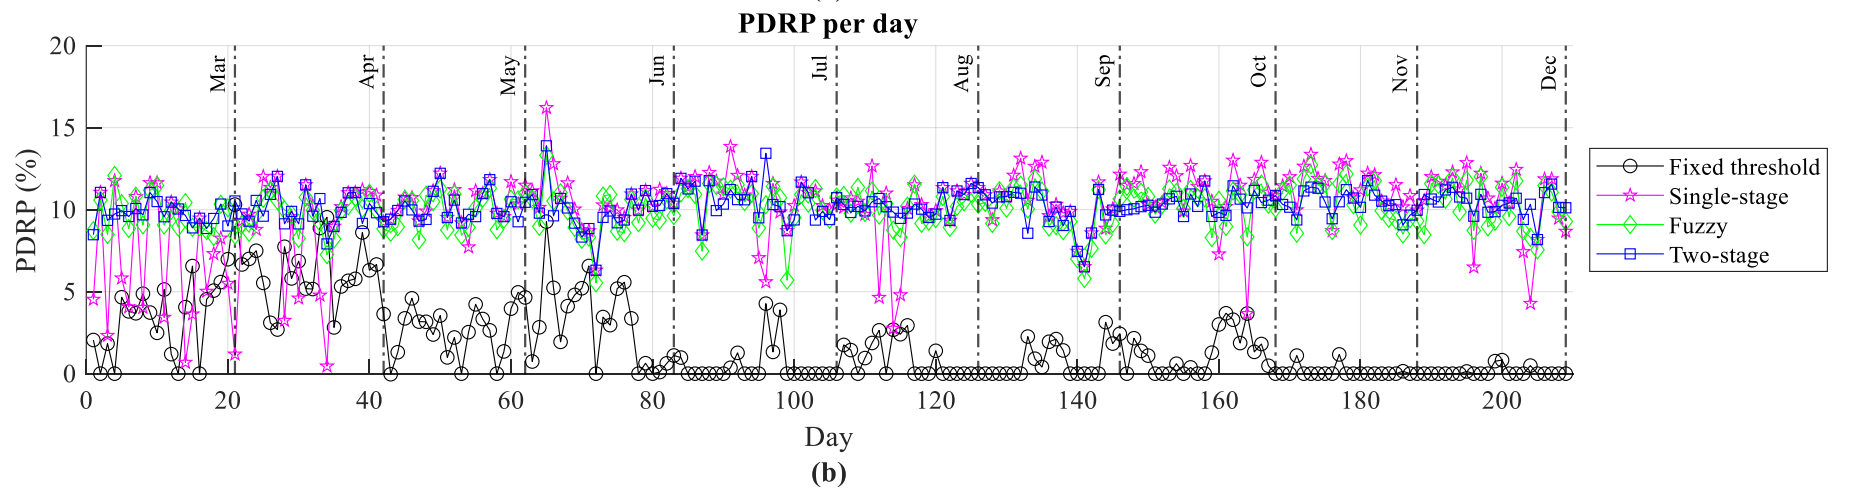 PDRP per day
PDRP (%)
20
15
10
5
0
Mar
Apr
May
Jun
Jul
Aug
Sep
Oct
Nov
Dec
0 20 40 60 80 100 120 140 160 180 200
Day
Fixed threshold
Single-stage
Fuzzy
Two-stage
(b)